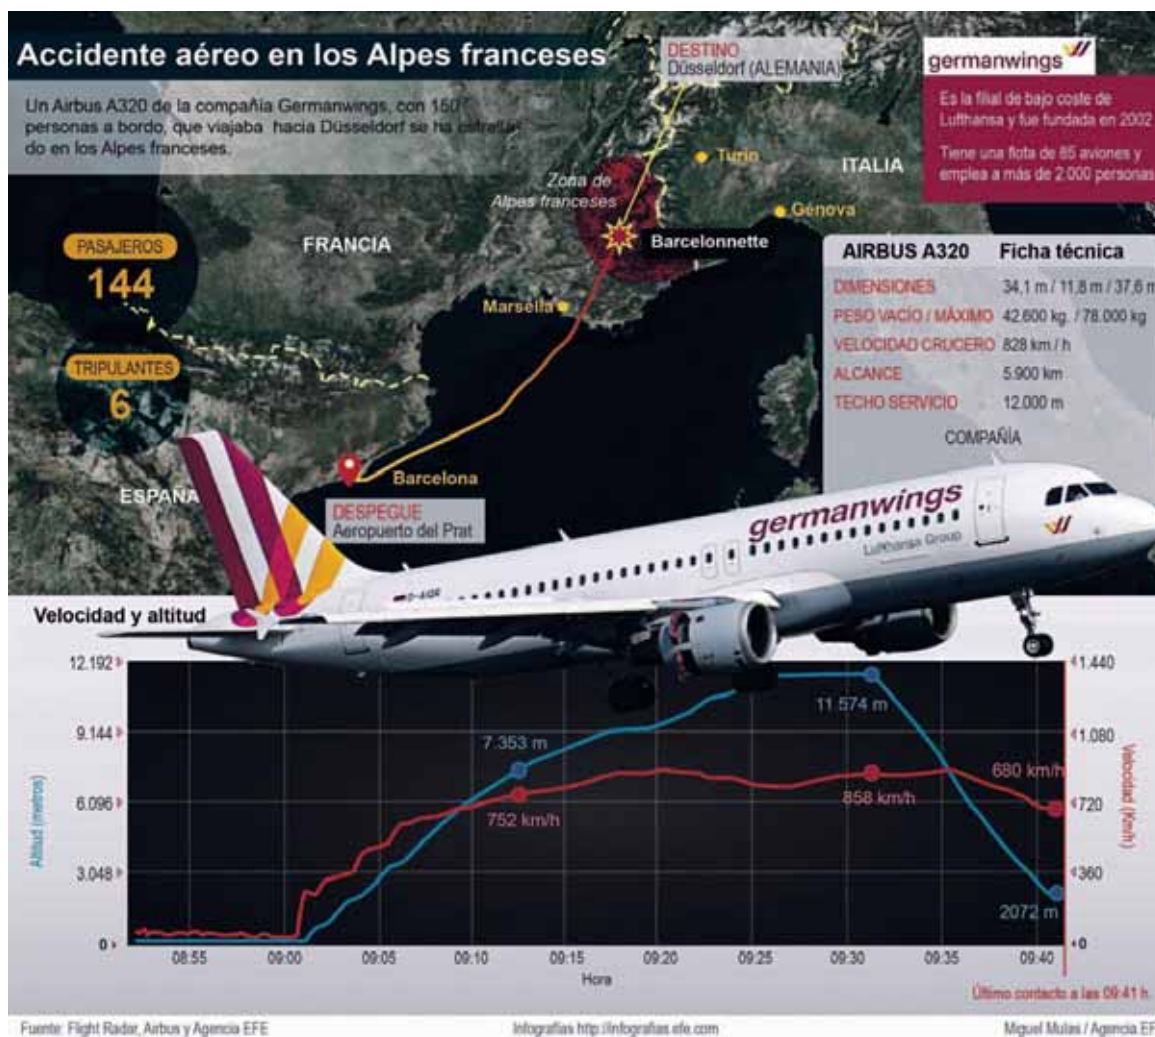 Accidente aéreo en los Alpes franceses
Un Airbus A320 de la compañía Germanwings, con 150
personas a bordo, que viajaba hacia Düsseldorf se ha estrella-
do en los Alpes franceses.
DESTINO
Düsseldorf (ALEMANIA)
germanwings
Es la filial de bajo coste de
Lufthansa y fue fundada en 2002
Tiene una flota de 85 aviones y
emplea a más de 2.000 personas
Turín
ITALIA
Zona de
Alpes franceses
Génova
FRANCIA
Barcelonnette
PASAJEROS
144
Marsella
TRIPULANTES
6
AIRBUS A320 Ficha técnica
DIMENSIONES 34,1 m / 11,8 m / 37,6 m
PESO VACÍO / MÁXIMO 42.600 kg. / 78.000 kg
VELOCIDAD CRUCERO 828 km / h
ALCANCE 5.900 km
TECHO SERVICIO 12.000 m
COMPAÑÍA
Barcelona
ESPAÑA
DESPEGUE
Aeropuerto del Prat
germanwings
Lufthansa Group
Velocidad y altitud
12.192
9.144
6.096
3.048
0
Altitud (metros)
1.440
1.080
720
360
0
Velocidad (Km/h)
7.353 m
11.574 m
2072 m
752 km/h
858 km/h
680 km/h
08:55 09:00 09:05 09:10 09:15 09:20 09:25 09:30 09:35 09:40
Hora
Último contacto a las 09:41 h.
Fuente: Flight Radar, Airbus y Agencia EFE
Infografías http://infografias.efe.com
Miguel Mulas / Agencia EF